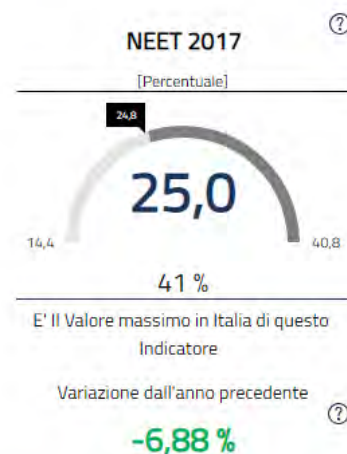 ?
NEET 2017
[Percentuale]
24,8
25,0
14,4
40,8
41 %
E' Il Valore massimo in Italia di questo
Indicatore
Variazione dall'anno precedente
?
-6,88 %